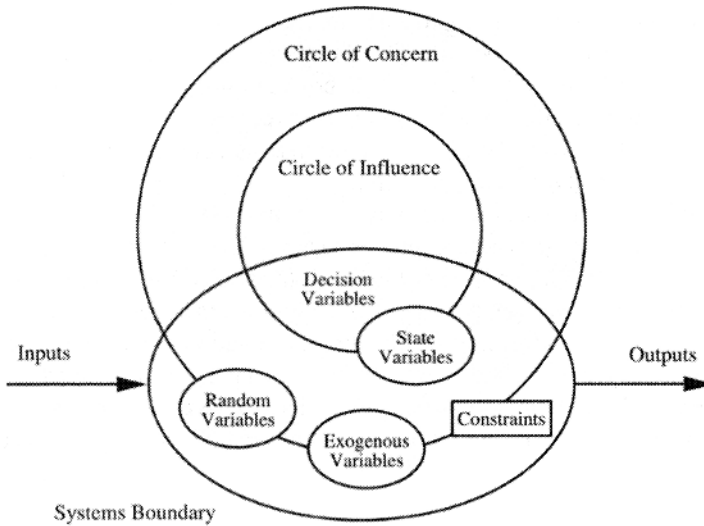 Circle of Concern
Circle of Influence
Decision
Variables
State
Variables
Inputs
Outputs
Random
Variables
Constraints
Exogenous
Variables
Systems Boundary